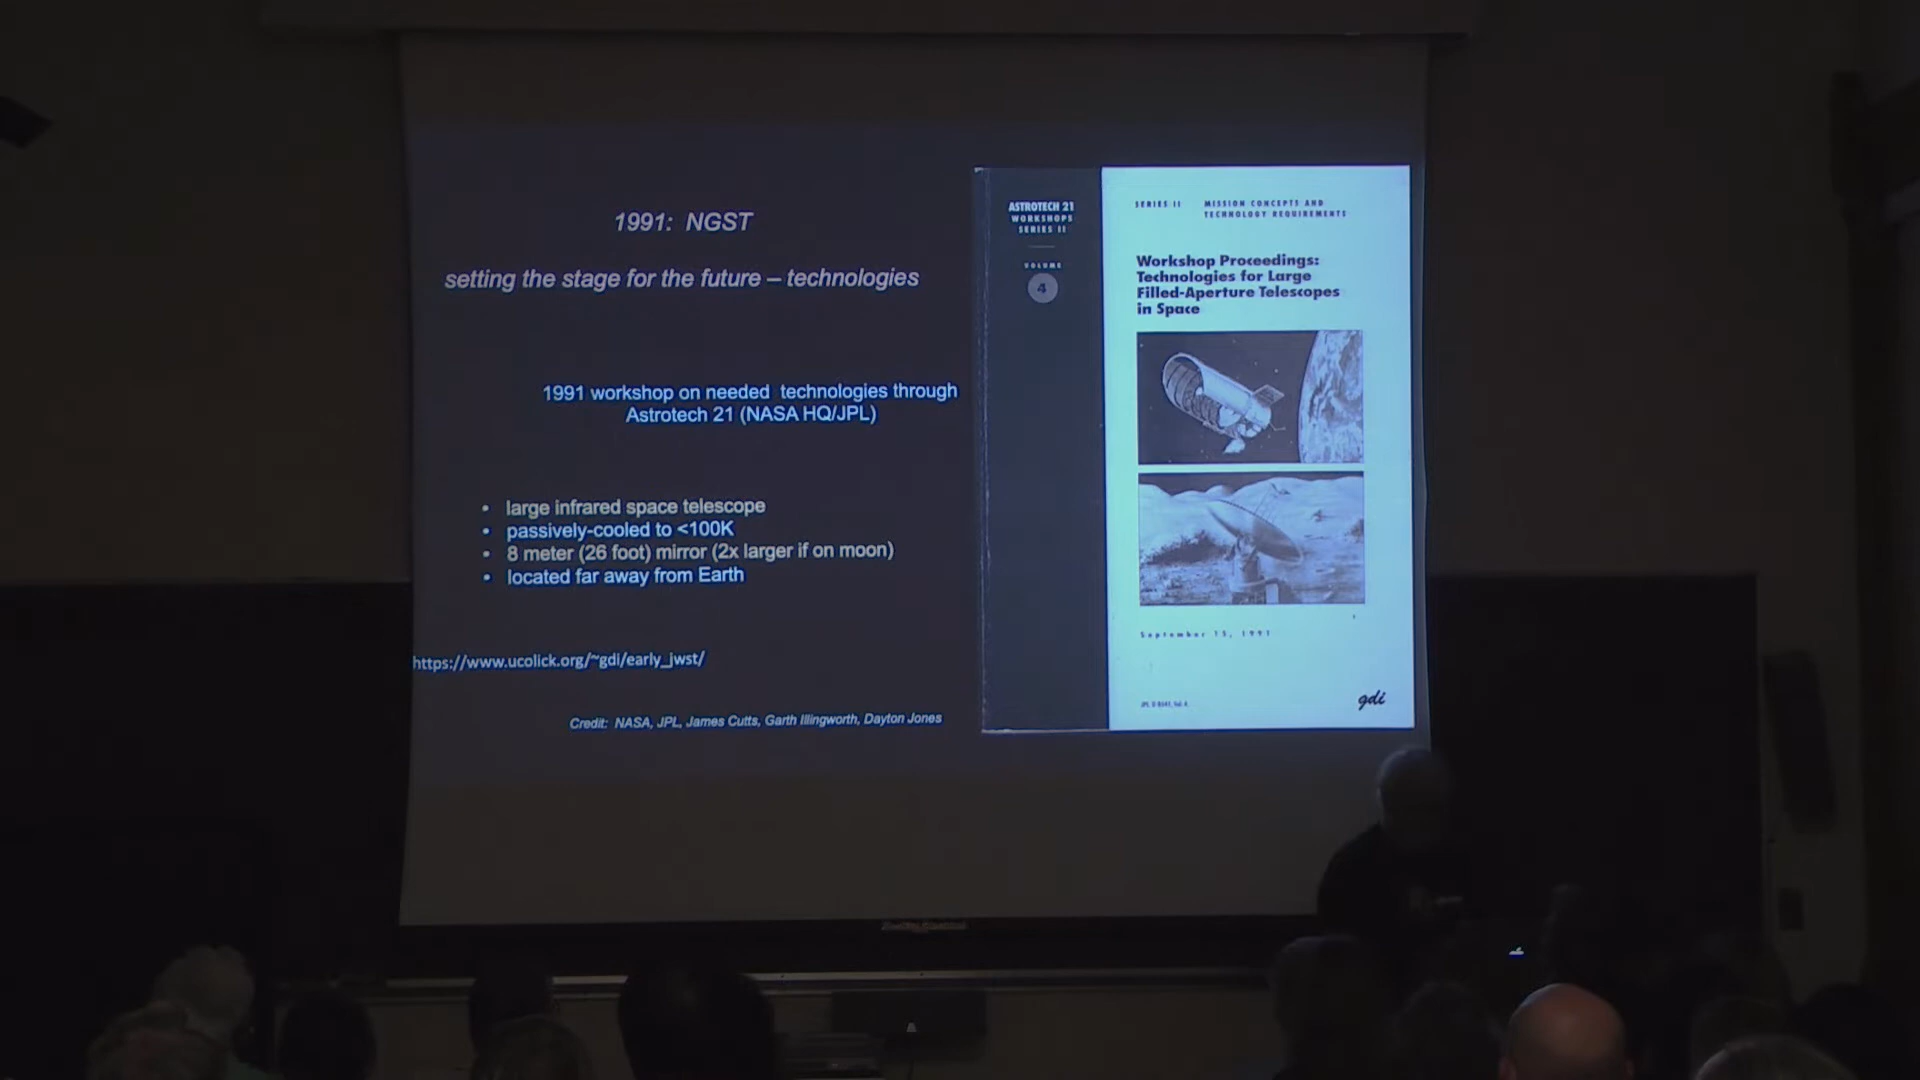 1991: NGST
setting the stage for the future – technologies
1991 workshop on needed technologies through
Astrotech 21 (NASA HQ/JPL)
• large infrared space telescope
• passively-cooled to <100K
• 8 meter (26 foot) mirror (2x larger if on moon)
• located far away from Earth
https://www.ucolick.org/~gdi/early_jwst/
Credit: NASA, JPL, James Cutts, Garth Illingworth, Dayton Jones
ASTROTECH 21
WORKSHOPS
SERIES II
VOLUME
4
SERIES II
MISSION CONCEPTS AND
TECHNOLOGY REQUIREMENTS
Workshop Proceedings:
Technologies for Large
Filled-Aperture Telescopes
in Space
September 15, 1991
gdi